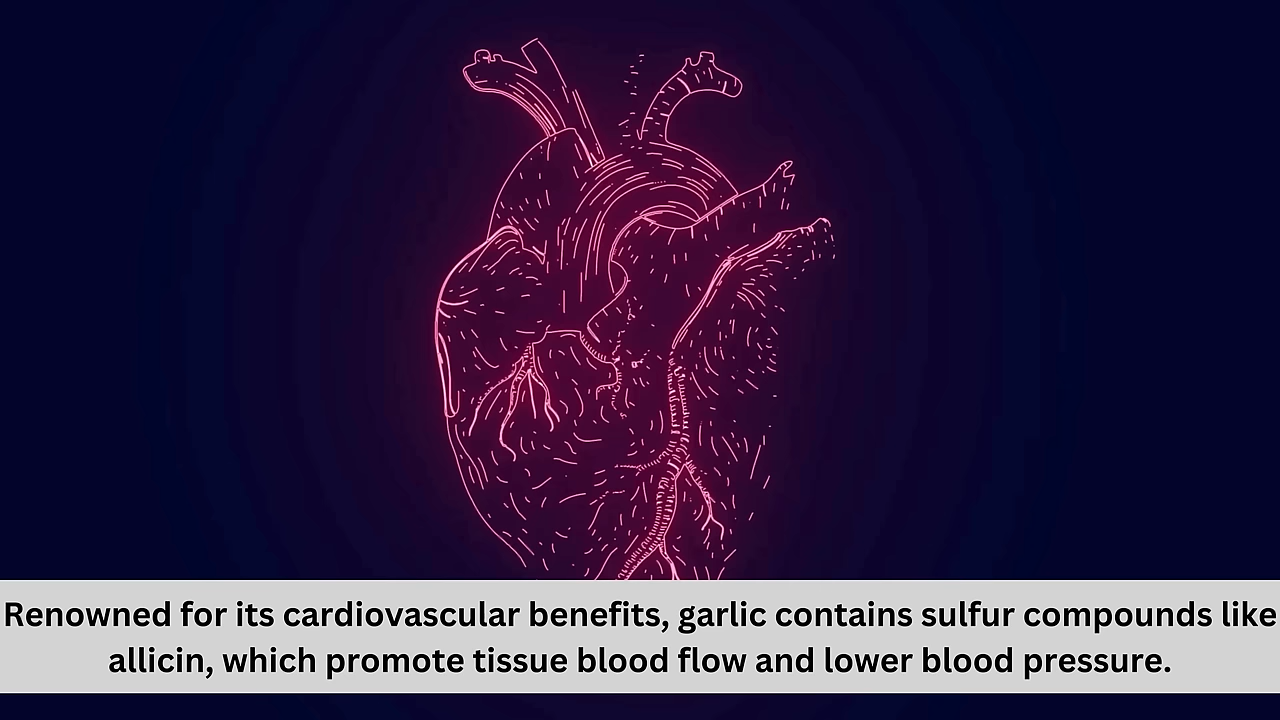 Renowned for its cardiovascular benefits, garlic contains sulfur compounds like
allicin, which promote tissue blood flow and lower blood pressure.